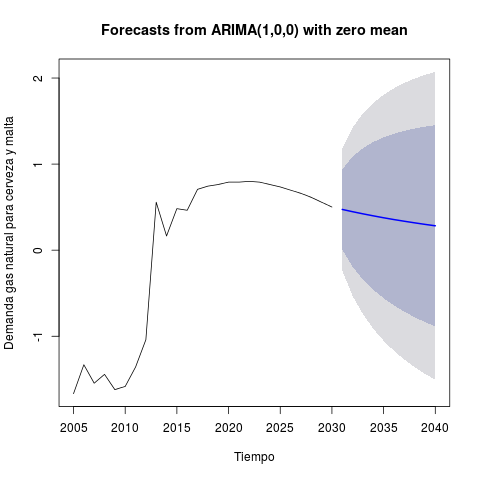 Forecasts from ARIMA(1,0,0) with zero mean
Demanda gas natural para cerveza y malta
2
1
0
-1
2005 2010 2015 2020 2025 2030 2035 2040
Tiempo